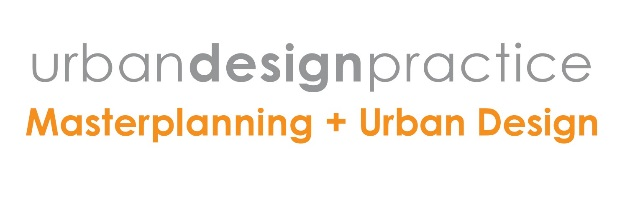 urbandesignpractice
Masterplanning + Urban Design